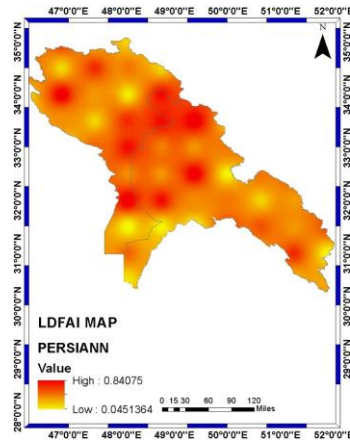 47°0'0"E 48°0'0"E 49°0'0"E 50°0'0"E 51°0'0"E 52°0'0"E
35°0'0"N 35°0'0"N
34°0'0"N 34°0'0"N
33°0'0"N 33°0'0"N
32°0'0"N 32°0'0"N
31°0'0"N 31°0'0"N
30°0'0"N 30°0'0"N
29°0'0"N 29°0'0"N
28°0'0"N 28°0'0"N
N
LDFAI MAP
PERSIANN
Value
High : 0.84075
Low : 0.0451364
0 15 30 60 90 120
Miles
47°0'0"E 48°0'0"E 49°0'0"E 50°0'0"E 51°0'0"E 52°0'0"E